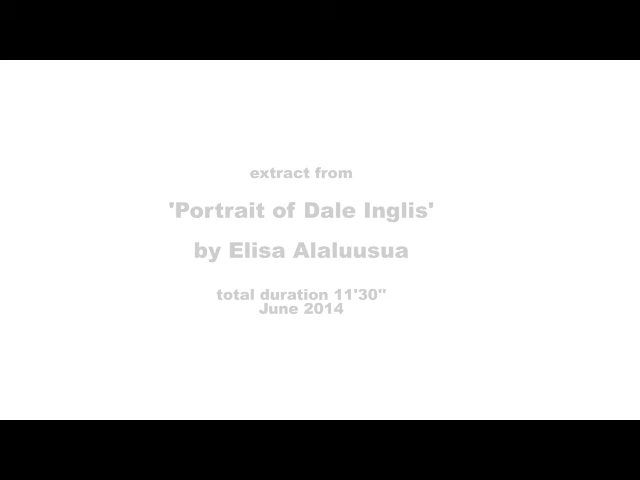 extract from
'Portrait of Dale Inglis'
by Elisa Alaluusua
total duration 11'30"
June 2014